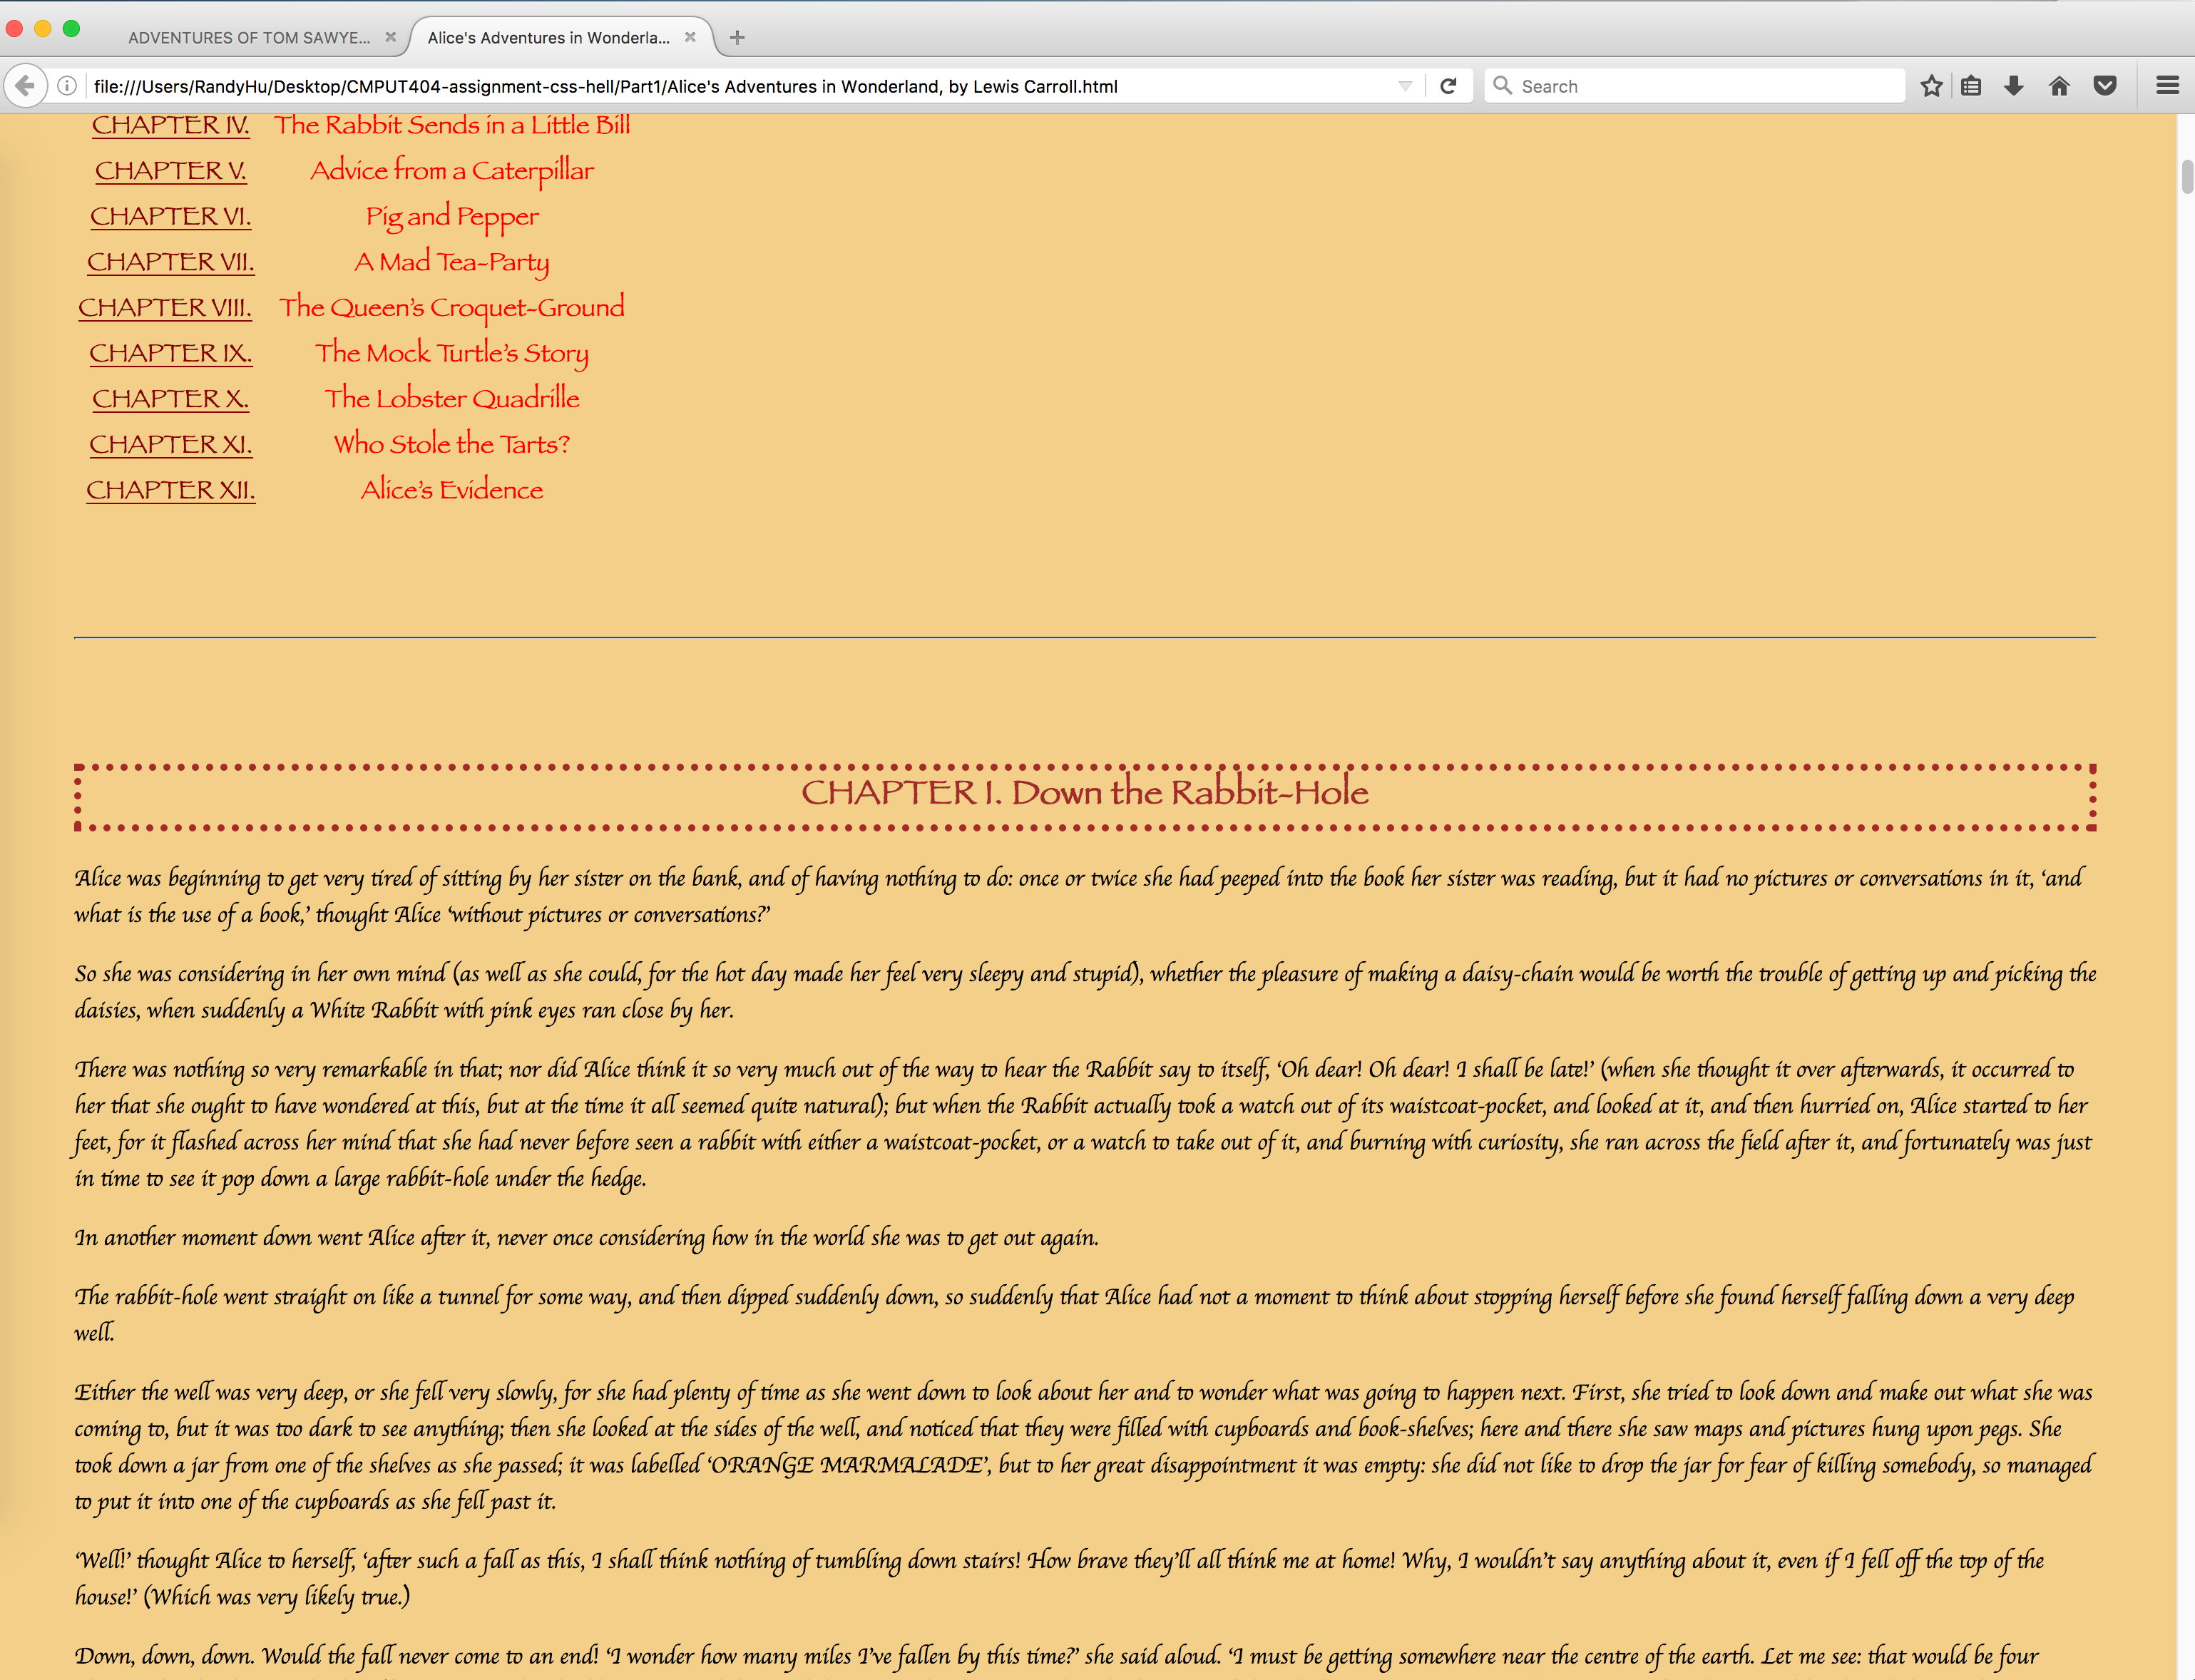 ADVENTURES OF TOM SAWYE...
Alice's Adventures in Wonderla...
file:///Users/RandyHu/Desktop/CMPUT404-assignment-css-hell/Part1/Alice's Adventures in Wonderland, by Lewis Carroll.html
Search
CHAPTER IV. The Rabbit Sends in a Little Bill
CHAPTER V. Advice from a Caterpillar
CHAPTER VI. Pig and Pepper
CHAPTER VII. A Mad Tea-Party
CHAPTER VIII. The Queen’s Croquet-Ground
CHAPTER IX. The Mock Turtle’s Story
CHAPTER X. The Lobster Quadrille
CHAPTER XI. Who Stole the Tarts?
CHAPTER XII. Alice’s Evidence
CHAPTER I. Down the Rabbit-Hole
Alice was beginning to get very tired of sitting by her sister on the bank, and of having nothing to do: once or twice she had peeped into the book her sister was reading, but it had no pictures or conversations in it, ‘and
what is the use of a book,’ thought Alice ‘without pictures or conversations?’
So she was considering in her own mind (as well as she could, for the hot day made her feel very sleepy and stupid), whether the pleasure of making a daisy-chain would be worth the trouble of getting up and picking the
daisies, when suddenly a White Rabbit with pink eyes ran close by her.
There was nothing so very remarkable in that; nor did Alice think it so very much out of the way to hear the Rabbit say to itself, ‘Oh dear! Oh dear! I shall be late!’ (when she thought it over afterwards, it occurred to
her that she ought to have wondered at this, but at the time it all seemed quite natural); but when the Rabbit actually took a watch out of its waistcoat-pocket, and looked at it, and then hurried on, Alice started to her
feet, for it flashed across her mind that she had never before seen a rabbit with either a waistcoat-pocket, or a watch to take out of it, and burning with curiosity, she ran across the field after it, and fortunately was just
in time to see it pop down a large rabbit-hole under the hedge.
In another moment down went Alice after it, never once considering how in the world she was to get out again.
The rabbit-hole went straight on like a tunnel for some way, and then dipped suddenly down, so suddenly that Alice had not a moment to think about stopping herself before she found herself falling down a very deep
well.
Either the well was very deep, or she fell very slowly, for she had plenty of time as she went down to look about her and to wonder what was going to happen next. First, she tried to look down and make out what she was
coming to, but it was too dark to see anything; then she looked at the sides of the well, and noticed that they were filled with cupboards and book-shelves; here and there she saw maps and pictures hung upon pegs. She
took down a jar from one of the shelves as she passed; it was labelled ‘ORANGE MARMALADE’, but to her great disappointment it was empty: she did not like to drop the jar for fear of killing somebody, so managed
to put it into one of the cupboards as she fell past it.
‘Well!’ thought Alice to herself, ‘after such a fall as this, I shall think nothing of tumbling down stairs! How brave they’ll all think me at home! Why, I wouldn’t say anything about it, even if I fell off the top of the
house!’ (Which was very likely true.)
Down, down, down. Would the fall never come to an end! ‘I wonder how many miles I’ve fallen by this time?’ she said aloud. ‘I must be getting somewhere near the centre of the earth. Let me see: that would be four